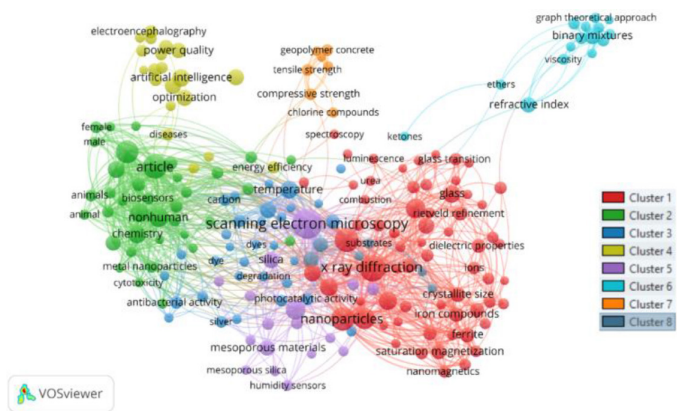 graph theoretical approach
electroencephalography
binary mixtures
power quality
geopolymer concrete
viscosity
tensile strength
artificial intelligence
ethers
optimization
compressive strength
refractive index
chlorine compounds
female
diseases
spectroscopy
ketones
male
article
energy efficiency
luminescence
glass transition
temperature
urea
animals
biosensors
carbon
combustion
glass
animal
nonhuman
scanning electron microscopy
rietveld refinement
chemistry
dyes
substrates
dielectric properties
metal nanoparticles
dye
silica
x ray diffraction
ions
cytotoxicity
degradation
antibacterial activity
photocatalytic activity
crystallite size
silver
nanoparticles
iron compounds
ferrite
mesoporous materials
saturation magnetization
mesoporous silica
nanomagnetics
humidity sensors
Cluster 1
Cluster 2
Cluster 3
Cluster 4
Cluster 5
Cluster 6
Cluster 7
Cluster 8
VOSviewer